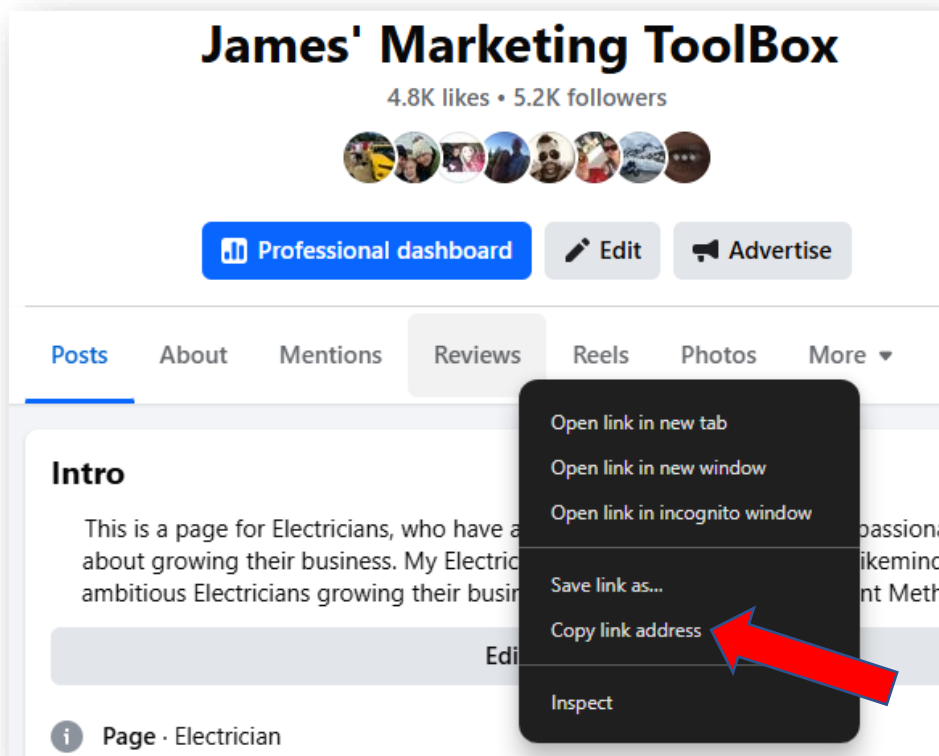 James' Marketing ToolBox
4.8K likes • 5.2K followers
Professional dashboard
Edit
Advertise
Posts
About
Mentions
Reviews
Reels
Photos
More
Open link in new tab
Open link in new window
Open link in incognito window
Save link as...
Copy link address
Inspect
Intro
This is a page for Electricians, who have
about growing their business. My
ambitious Electricians growing their
Page · Electrician